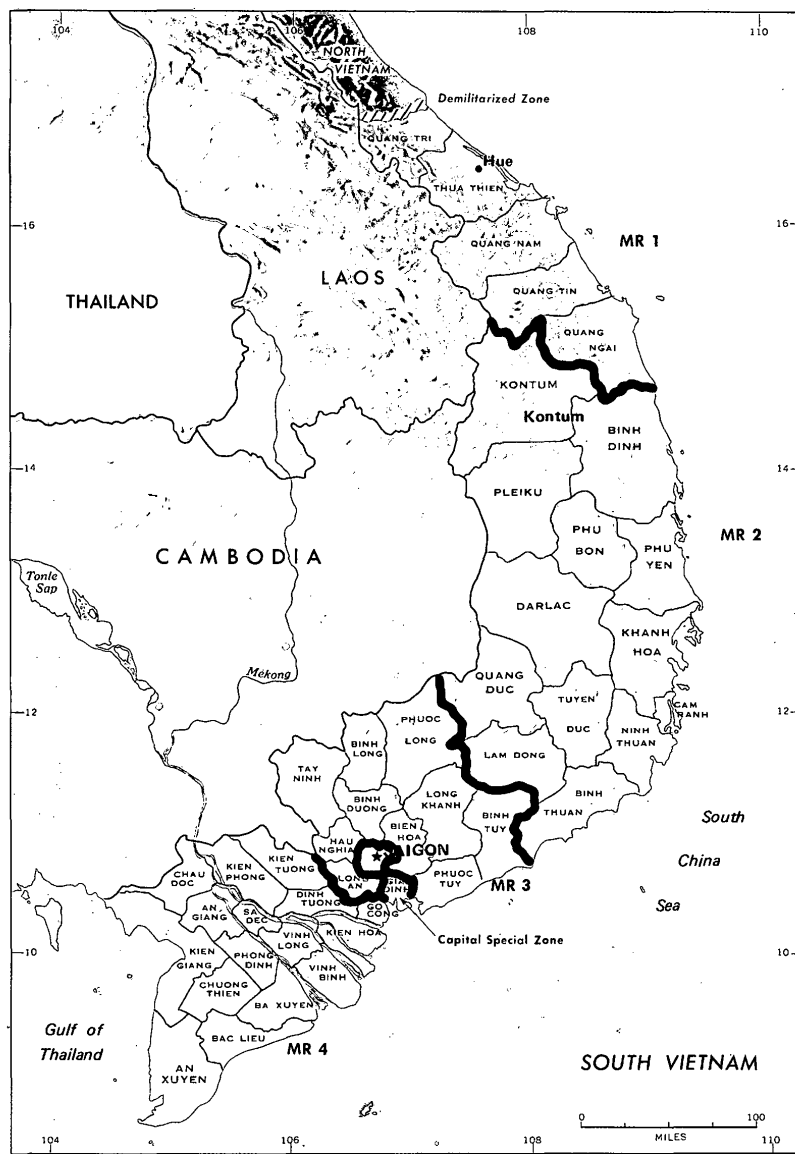 104
106
108
110
NORTH
VIETNAM
Demilitarized Zone
QUANG TRI
Hue
THUA THIEN
16
16
QUANG NAM
MR 1
LAOS
THAILAND
QUANG TIN
QUANG
NGAI
KONTUM
Kontum
BINH
DINH
14
14
PLEIKU
PHU
BON
PHU
YEN
MR 2
CAMBODIA
Tonle
Sap
DARLAC
KHANH
HOA
Mekong
QUANG
DUC
TUYEN
DUC
CAM
RANH
12
12
PHUOC
LONG
BINH
LONG
NINH
THUAN
LAM DONG
TAY
NINH
BINH
DUONG
LONG
KHANH
BINH
TUY
BINH
THUAN
BIEN
HOA
South
China
Sea
HAU
NGHIA
SAIGON
KIEN
TUONG
KIEN
PHONG
CHAU
DOC
LONG
AN
GIA
DINH
PHUOC
TUY
MR 3
DINH
TUONG
GO
CONG
AN
GIANG
SA
DEC
Capital Special Zone
VINH
LONG
KIEN HOA
10
10
KIEN
GIANG
PHONG
DINH
VINH
BINH
CHUONG
THIEN
BA XUYEN
Gulf of
Thailand
BAC LIEU
MR 4
AN
XUYEN
SOUTH VIETNAM
0
100
MILES
104
106
108
110